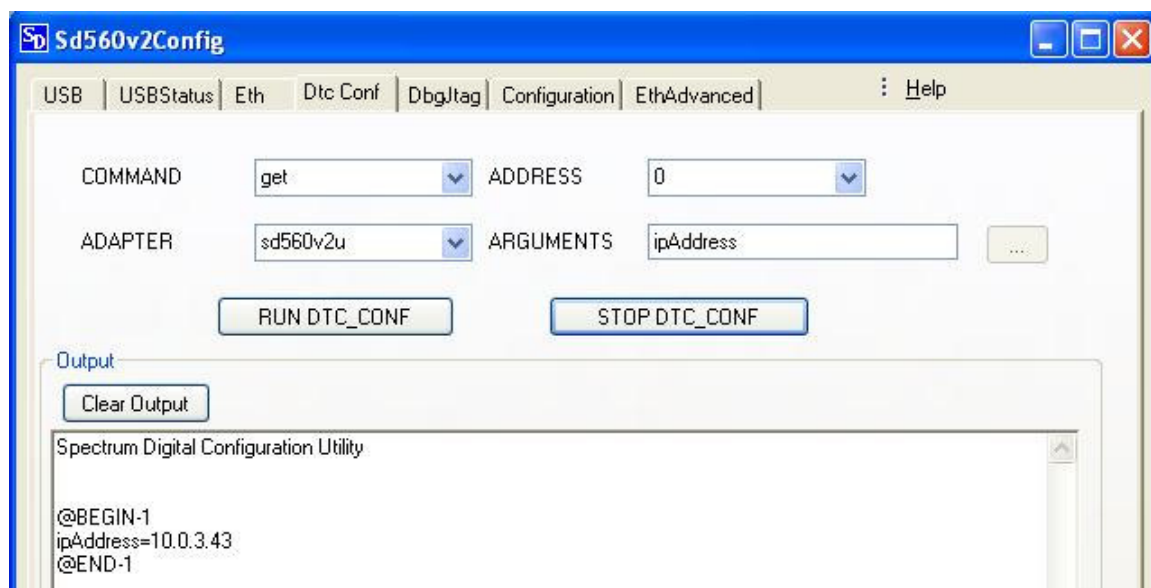 SD Sd560v2Config
USB USBStatus Eth Dtc Conf DbgJtag Configuration EthAdvanced Help
COMMAND get ADDRESS 0
ADAPTER sd560v2u ARGUMENTS ipAddress ...
RUN DTC_CONF STOP DTC_CONF
Output
Clear Output
Spectrum Digital Configuration Utility
@BEGIN-1
ipAddress=10.0.3.43
@END-1